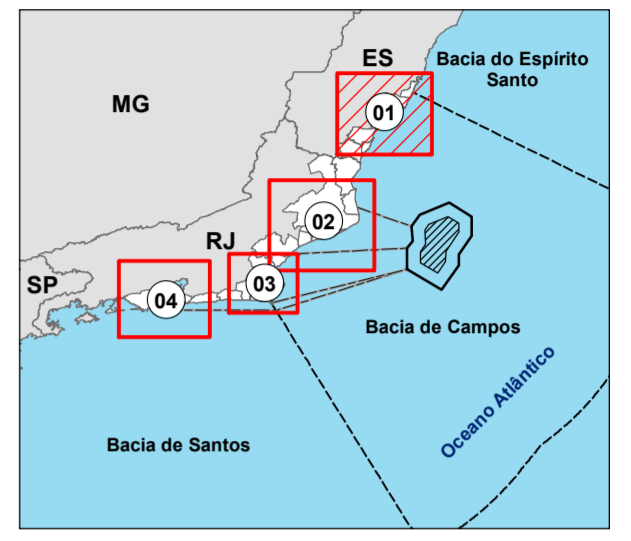 ES
Bacia do Espírito
Santo
MG
01
02
RJ
SP
03
04
Bacia de Campos
Oceano Atlântico
Bacia de Santos